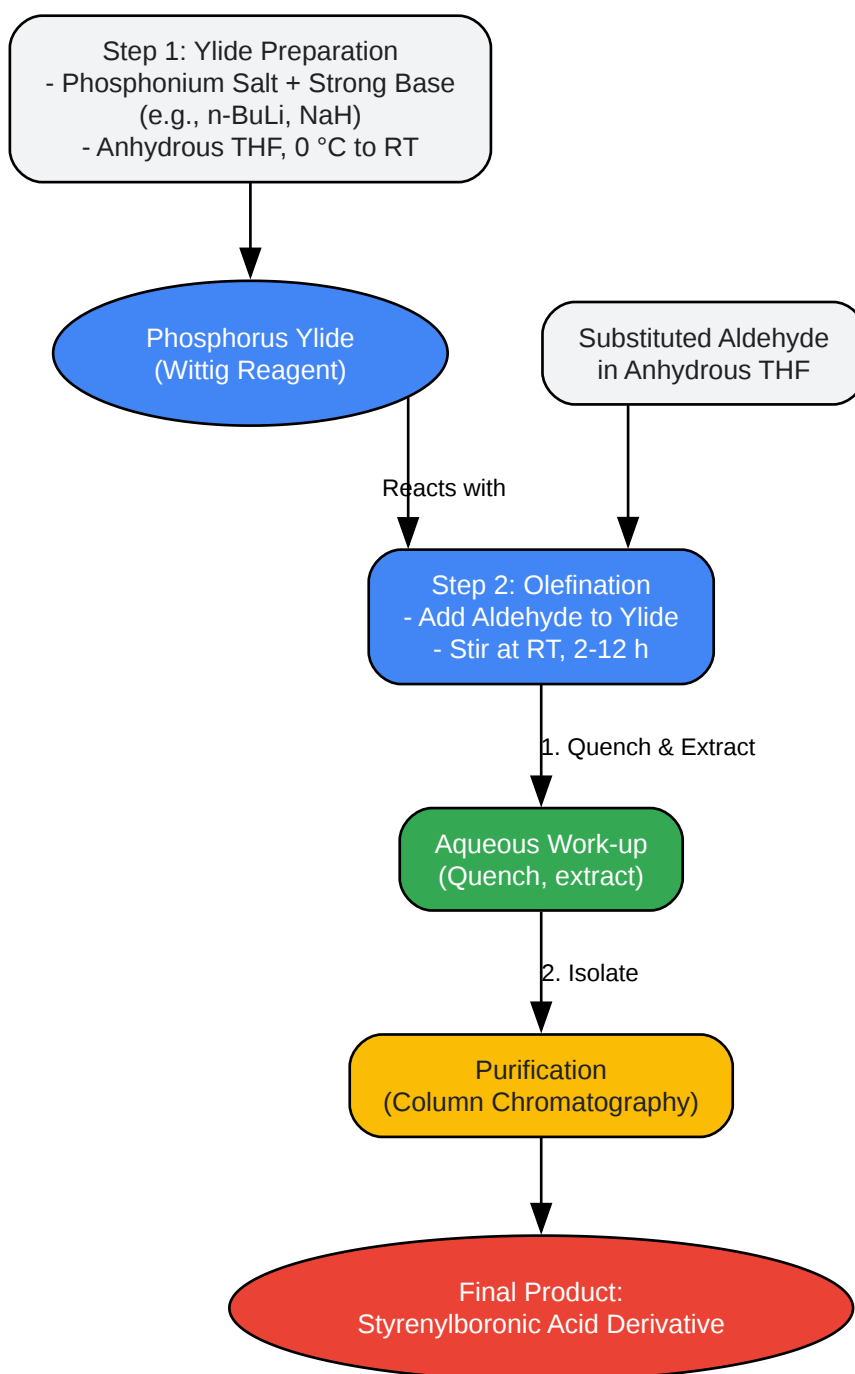 Step 1: Ylide Preparation
- Phosphonium Salt + Strong Base
(e.g., n-BuLi, NaH)
- Anhydrous THF, 0 °C to RT
Phosphorus Ylide
(Wittig Reagent)
Substituted Aldehyde
in Anhydrous THF
Reacts with
Step 2: Olefination
- Add Aldehyde to Ylide
- Stir at RT, 2-12 h
1. Quench & Extract
Aqueous Work-up
(Quench, extract)
2. Isolate
Purification
(Column Chromatography)
Final Product:
Styrenylboronic Acid Derivative